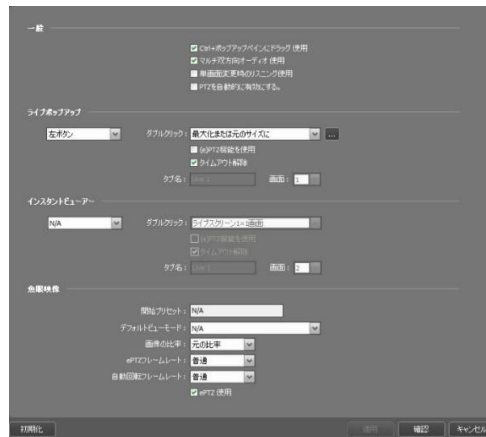 一般
Ctrl+ポップアップペインにドラッグ 使用
マルチ双方向オーディオ 使用
単画面変更時のリスニング使用
PTZを自動的に有効にする。
ライブポップアップ
左ボタン ダブルクリック： 最大化または元のサイズに ...
(e)PTZ機能を使用
タイムアウト解除
タブ名： Live 1 画面： 1
インスタントビューアー
N/A ダブルクリック： ライブスクリーン1×1画面
(e)PTZ機能を使用
タイムアウト解除
タブ名： Live 1 画面： 2
魚眼映像
開始プリセット： N/A
デフォルトビューモード： N/A
画像の比率： 元の比率
ePTZフレームレート： 普通
自動回転フレームレート： 普通
ePTZ 使用
初期化 適用 確認 キャンセル